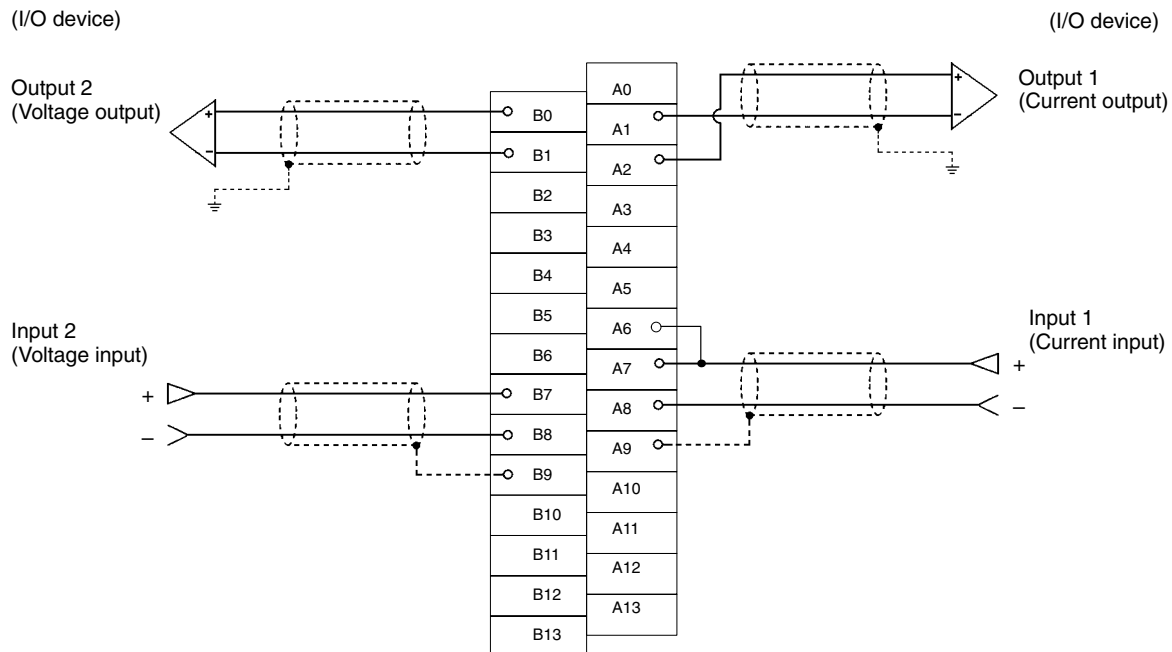 (I/O device)
(I/O device)
Output 2
(Voltage output)
Output 1
(Current output)
+
−
+
−
Input 2
(Voltage input)
+
−
Input 1
(Current input)
+
−
B0
B1
B2
B3
B4
B5
B6
B7
B8
B9
B10
B11
B12
B13
A0
A1
A2
A3
A4
A5
A6
A7
A8
A9
A10
A11
A12
A13